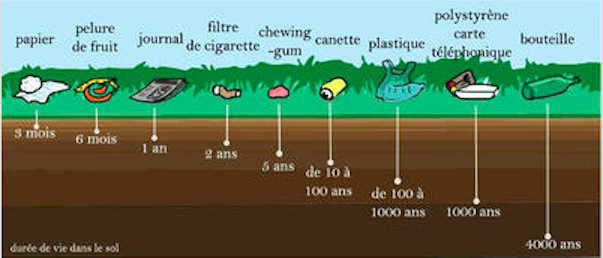 papier
pelure
de fruit
journal
filtre
de cigarette
chewing
-gum
canette
plastique
polystyrène
carte
téléphonique
bouteille
3 mois
6 mois
1 an
2 ans
5 ans
de 10 à
100 ans
de 100 à
1000 ans
1000 ans
4000 ans
durée de vie dans le sol